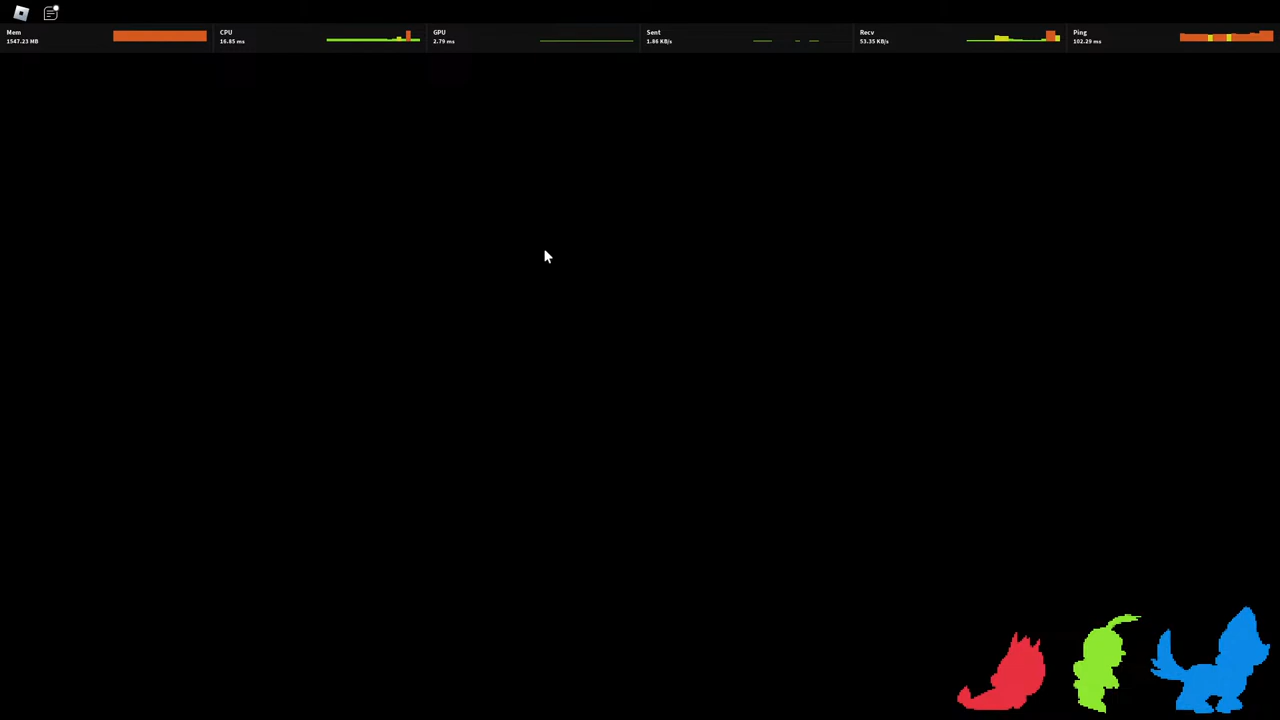 Mem
1547.23 MB
CPU
16.85 ms
GPU
2.79 ms
Sent
1.86 KB/s
Recv
53.35 KB/s
Ping
102.29 ms